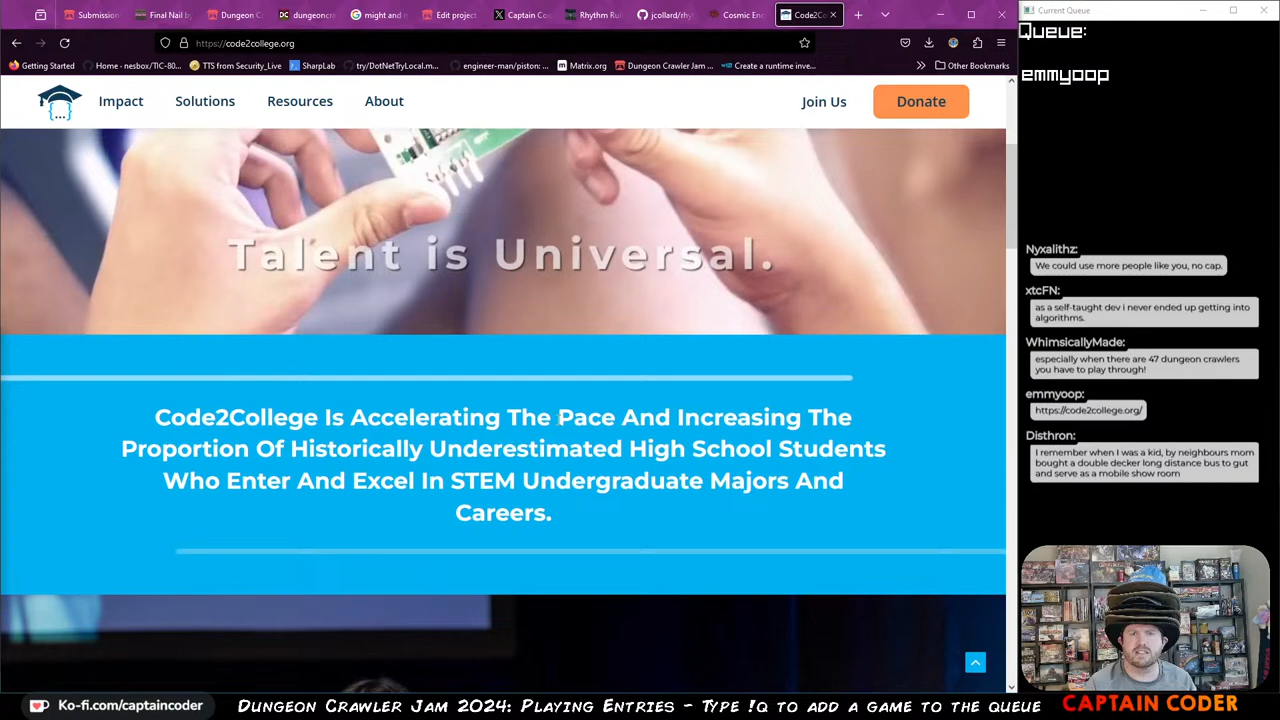 Submission
Final Nail by
Dungeon C
dungeoncr
might and m
Edit project
Captain Co
Rhythm Rul
jcollard/rhy
Cosmic En
Code2Co
https://code2college.org
Getting Started
Home - nesbox/TIC-80...
TTS from Security_Live
SharpLab
try/DotNetTryLocal.m...
engineer-man/piston: ...
Matrix.org
Dungeon Crawler Jam ...
Create a runtime inve...
Other Bookmarks
{...}
Impact
Solutions
Resources
About
Join Us
Donate
Talent is Universal.
Code2College Is Accelerating The Pace And Increasing The
Proportion Of Historically Underestimated High School Students
Who Enter And Excel In STEM Undergraduate Majors And
Careers.
Current Queue
Queue:
emmyoop
Nyxalithz:
We could use more people like you, no cap.
xtcFN:
as a self-taught dev i never ended up getting into
algorithms.
WhimsicallyMade:
especially when there are 47 dungeon crawlers
you have to play through!
emmyoop:
https://code2college.org/
Disthron:
I remember when I was a kid, by neighbours mom
bought a double decker long distance bus to gut
and serve as a mobile show room
Ko-fi.com/captaincoder
Dungeon Crawler Jam 2024: Playing Entries - Type !q to add a game to the queue
CAPTAIN CODER